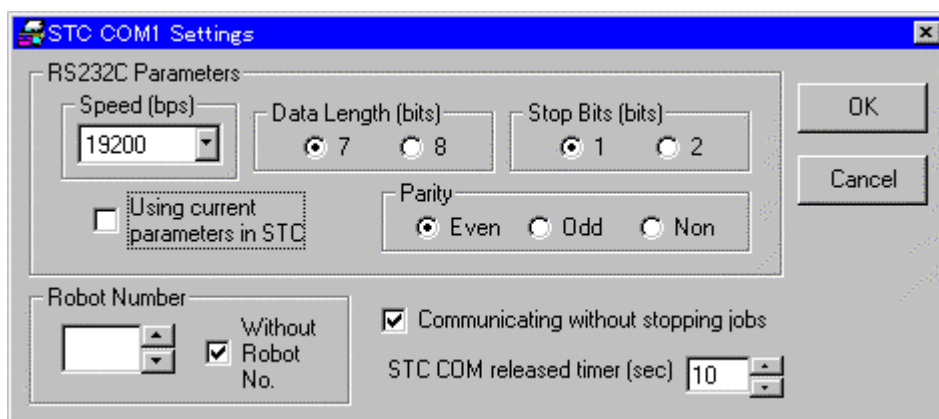 STC COM1 Settings
RS232C Parameters
Speed (bps)
19200
Data Length (bits)
7 8
Stop Bits (bits)
1 2
OK
Cancel
Using current
parameters in STC
Parity
Even Odd Non
Robot Number
Without
Robot
No.
Communicating without stopping jobs
STC COM released timer (sec) 10